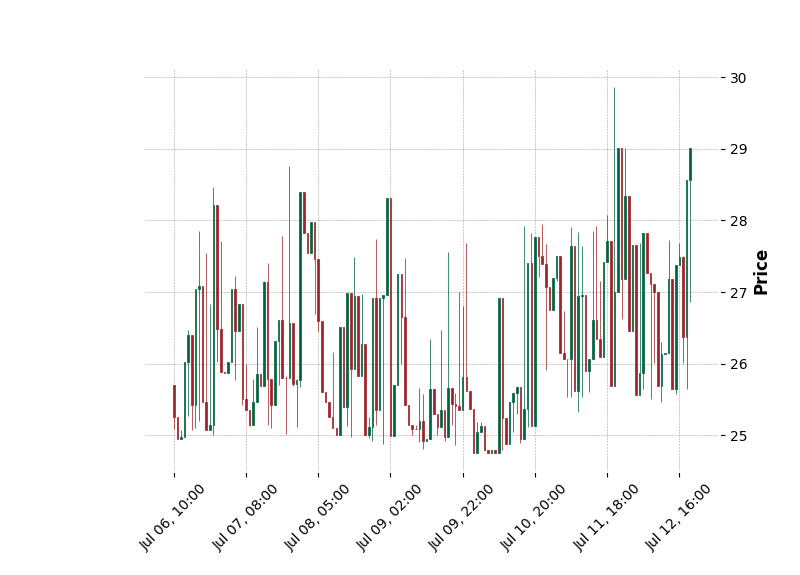 30
29
28
27
26
25
Price
Jul 06, 10:00
Jul 07, 08:00
Jul 08, 05:00
Jul 09, 02:00
Jul 09, 22:00
Jul 10, 20:00
Jul 11, 18:00
Jul 12, 16:00